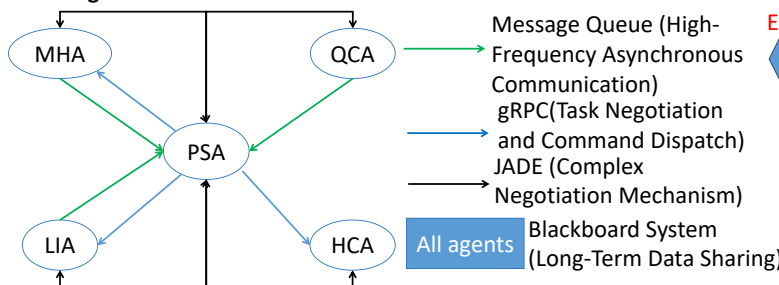 MHA
QCA
PSA
LIA
HCA
Message Queue (High-
Frequency Asynchronous
Communication)
gRPC(Task Negotiation
and Command Dispatch)
JADE (Complex
Negotiation Mechanism)
All agents
Blackboard System
(Long-Term Data Sharing)
E